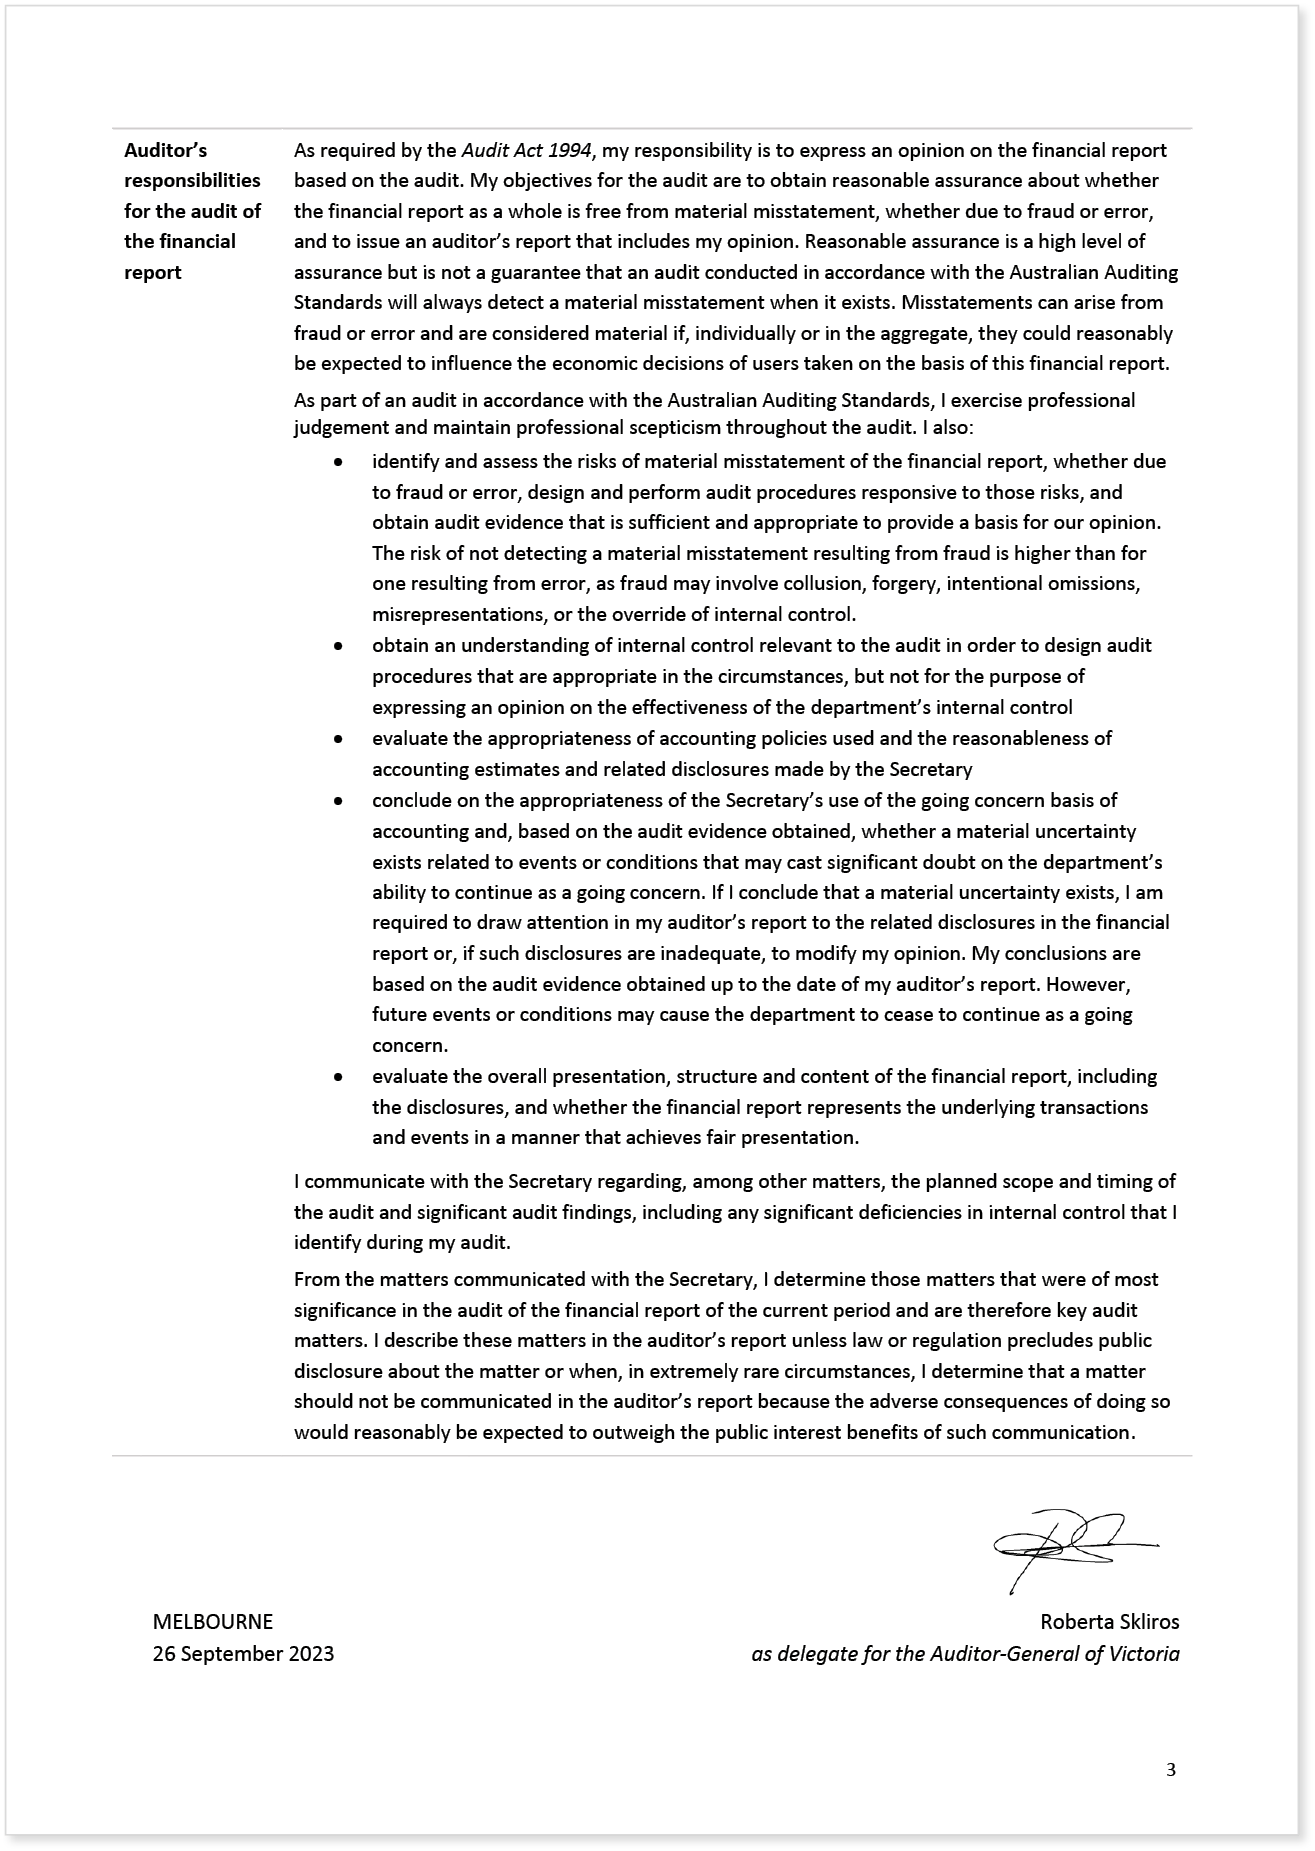 Auditor’s
responsibilities
for the audit of
the financial
report
As required by the Audit Act 1994, my responsibility is to express an opinion on the financial report
based on the audit. My objectives for the audit are to obtain reasonable assurance about whether
the financial report as a whole is free from material misstatement, whether due to fraud or error,
and to issue an auditor’s report that includes my opinion. Reasonable assurance is a high level of
assurance but is not a guarantee that an audit conducted in accordance with the Australian Auditing
Standards will always detect a material misstatement when it exists. Misstatements can arise from
fraud or error and are considered material if, individually or in the aggregate, they could reasonably
be expected to influence the economic decisions of users taken on the basis of this financial report.
As part of an audit in accordance with the Australian Auditing Standards, I exercise professional
judgement and maintain professional scepticism throughout the audit. I also:
• identify and assess the risks of material misstatement of the financial report, whether due
to fraud or error, design and perform audit procedures responsive to those risks, and
obtain audit evidence that is sufficient and appropriate to provide a basis for our opinion.
The risk of not detecting a material misstatement resulting from fraud is higher than for
one resulting from error, as fraud may involve collusion, forgery, intentional omissions,
misrepresentations, or the override of internal control.
• obtain an understanding of internal control relevant to the audit in order to design audit
procedures that are appropriate in the circumstances, but not for the purpose of
expressing an opinion on the effectiveness of the department’s internal control
• evaluate the appropriateness of accounting policies used and the reasonableness of
accounting estimates and related disclosures made by the Secretary
• conclude on the appropriateness of the Secretary’s use of the going concern basis of
accounting and, based on the audit evidence obtained, whether a material uncertainty
exists related to events or conditions that may cast significant doubt on the department’s
ability to continue as a going concern. If I conclude that a material uncertainty exists, I am
required to draw attention in my auditor’s report to the related disclosures in the financial
report or, if such disclosures are inadequate, to modify my opinion. My conclusions are
based on the audit evidence obtained up to the date of my auditor’s report. However,
future events or conditions may cause the department to cease to continue as a going
concern.
• evaluate the overall presentation, structure and content of the financial report, including
the disclosures, and whether the financial report represents the underlying transactions
and events in a manner that achieves fair presentation.
I communicate with the Secretary regarding, among other matters, the planned scope and timing of
the audit and significant audit findings, including any significant deficiencies in internal control that I
identify during my audit.
From the matters communicated with the Secretary, I determine those matters that were of most
significance in the audit of the financial report of the current period and are therefore key audit
matters. I describe these matters in the auditor’s report unless law or regulation precludes public
disclosure about the matter or when, in extremely rare circumstances, I determine that a matter
should not be communicated in the auditor’s report because the adverse consequences of doing so
would reasonably be expected to outweigh the public interest benefits of such communication.
MELBOURNE
26 September 2023
Roberta Skliros
as delegate for the Auditor-General of Victoria
3